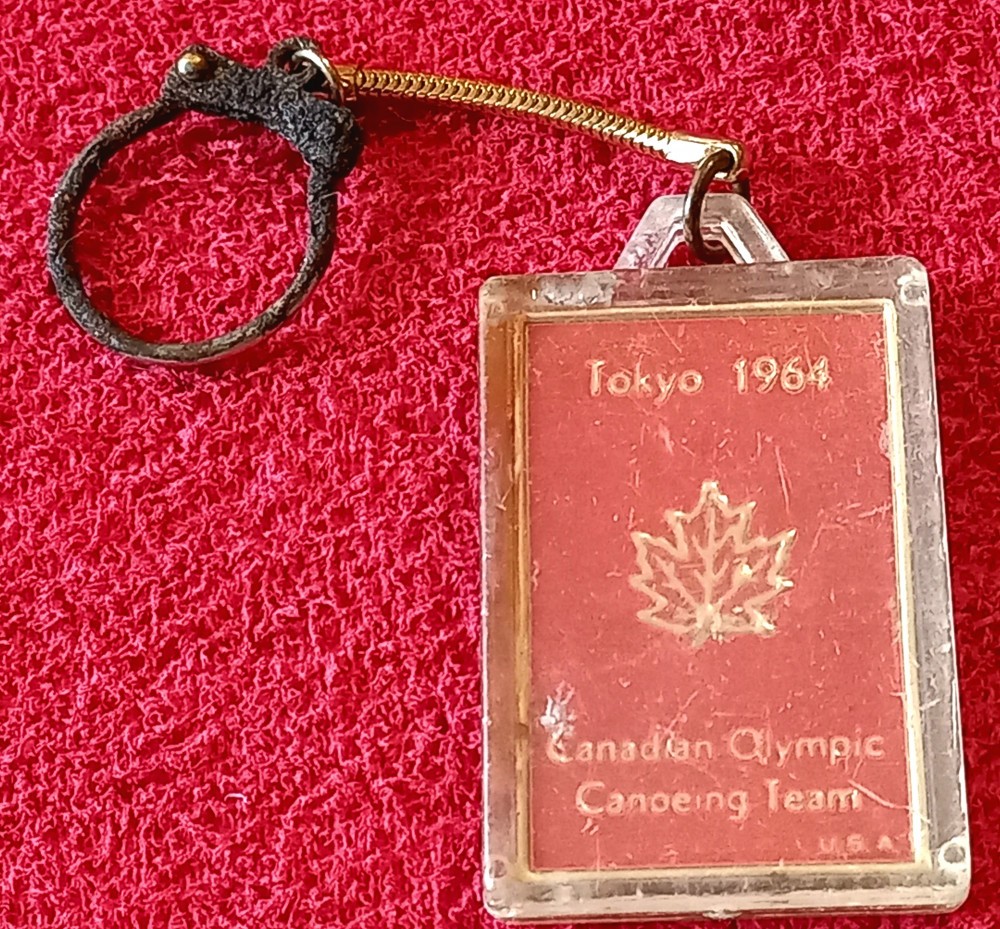 Tokyo 1964
Canadian Olympic
Canoeing Team
U.S.A.